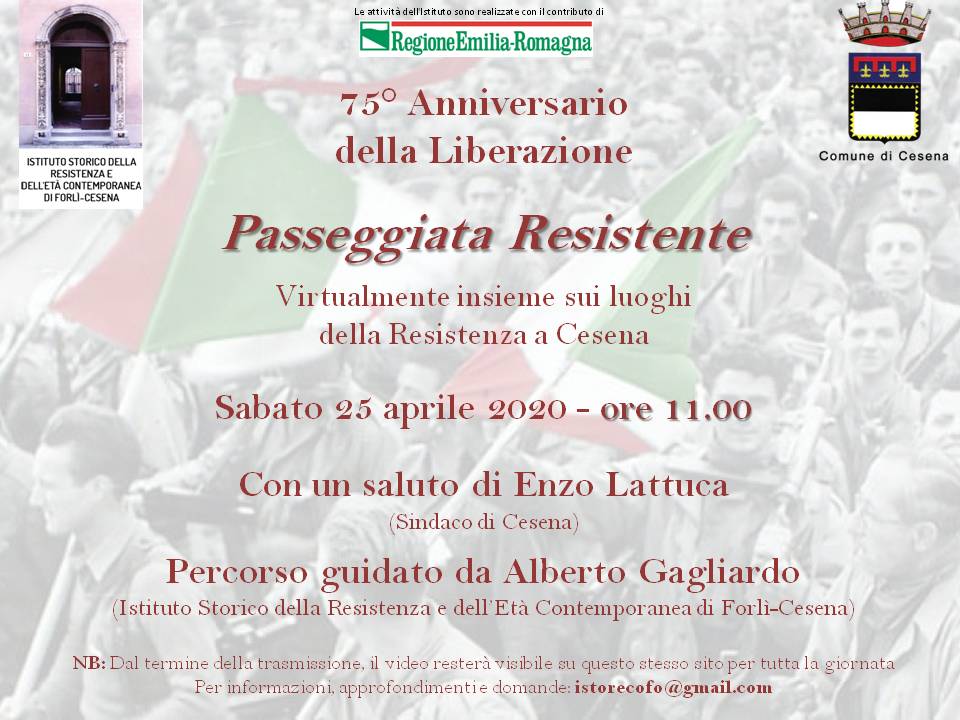 Le attività dell'Istituto sono realizzate con il contributo di
RegioneEmilia-Romagna
ISTITUTO STORICO DELLA
RESISTENZA E
DELL'ETÀ CONTEMPORANEA
DI FORLÌ-CESENA
Comune di Cesena
75° Anniversario
della Liberazione
Passeggiata Resistente
Virtualmente insieme sui luoghi
della Resistenza a Cesena
Sabato 25 aprile 2020 - ore 11.00
Con un saluto di Enzo Lattuca
(Sindaco di Cesena)
Percorso guidato da Alberto Gagliardo
(Istituto Storico della Resistenza e dell'Età Contemporanea di Forlì-Cesena)
NB: Dal termine della trasmissione, il video resterà visibile su questo stesso sito per tutta la giornata
Per informazioni, approfondimenti e domande: istorecofo@gmail.com